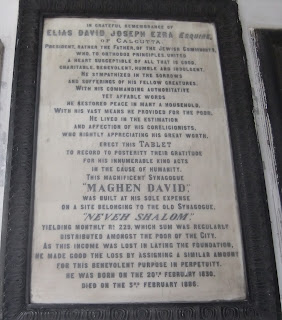 IN GRATEFUL REMEMBRANCE OF
ELIAS DAVID JOSEPH EZRA ESQUIRE,
OF CALCUTTA.
PRESIDENT, RATHER THE FATHER, OF THE JEWISH COMMUNITY,
WHO, TO ORTHODOX PRINCIPLES, UNITED
A HEART SUSCEPTIBLE OF ALL THAT IS GOOD,
CHARITABLE, BENEVOLENT, HUMBLE AND INDULGENT.
HE SYMPATHIZED IN THE SORROWS
AND SUFFERINGS OF HIS FELLOW CREATURES.
WITH HIS COMMANDING AUTHORITATIVE
YET AFFABLE WORDS
HE RESTORED PEACE IN MANY A HOUSEHOLD.
WITH HIS VAST MEANS HE PROVIDED FOR THE POOR.
HE LIVED IN THE ESTIMATION
AND AFFECTION OF HIS CORELIGIONISTS.
WHO RIGHTLY APPRECIATING HIS GREAT WORTH,
ERECT THIS TABLET
TO RECORD TO POSTERITY THEIR GRATITUDE
FOR HIS INNUMERABLE KIND ACTS
IN THE CAUSE OF HUMANITY.
THIS MAGNIFICENT SYNAGOGUE
"MAGHEN DAVID",
WAS BUILT AT HIS SOLE EXPENSE
ON A SITE BELONGING TO THE OLD SYNAGOGUE,
"NEVEH SHALOM."
YIELDING MONTHLY RS 229, WHICH SUM WAS REGULARLY
DISTRIBUTED AMONGST THE POOR OF THE CITY.
AS THIS INCOME WAS LOST IN LAYING THE FOUNDATION,
HE MADE GOOD THE LOSS BY ASSIGNING A SIMILAR AMOUNT
FOR THIS BENEVOLENT PURPOSE IN PERPETUITY.
HE WAS BORN ON THE FEBRUARY 1830.
DIED ON THE 3RD FEBRUARY 1886.